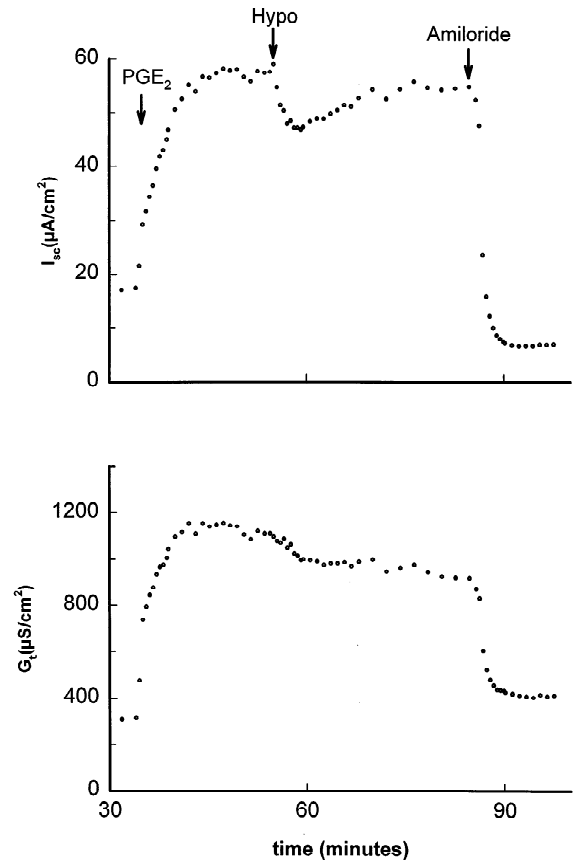 Hypo
Amiloride
PGE₂
60
40
20
0
Isc(µA/cm²)
1200
800
400
0
Gt(µS/cm²)
30
60
90
time (minutes)